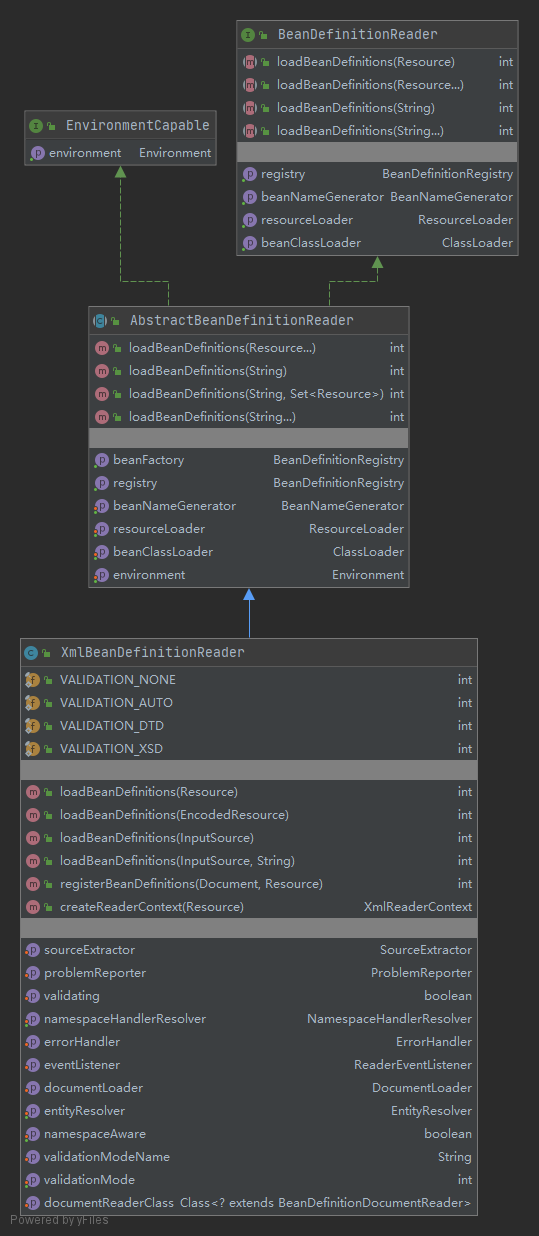 BeanDefinitionReader
loadBeanDefinitions(Resource) int
loadBeanDefinitions(Resource...) int
loadBeanDefinitions(String) int
loadBeanDefinitions(String...) int
registry BeanDefinitionRegistry
beanNameGenerator BeanNameGenerator
resourceLoader ResourceLoader
beanClassLoader ClassLoader
EnvironmentCapable
environment Environment
AbstractBeanDefinitionReader
loadBeanDefinitions(Resource...) int
loadBeanDefinitions(String) int
loadBeanDefinitions(String, Set<Resource>) int
loadBeanDefinitions(String...) int
beanFactory BeanDefinitionRegistry
registry BeanDefinitionRegistry
beanNameGenerator BeanNameGenerator
resourceLoader ResourceLoader
beanClassLoader ClassLoader
environment Environment
XmlBeanDefinitionReader
VALIDATION_NONE int
VALIDATION_AUTO int
VALIDATION_DTD int
VALIDATION_XSD int
loadBeanDefinitions(Resource) int
loadBeanDefinitions(EncodedResource) int
loadBeanDefinitions(InputSource) int
loadBeanDefinitions(InputSource, String) int
registerBeanDefinitions(Document, Resource) int
createReaderContext(Resource) XmlReaderContext
sourceExtractor SourceExtractor
problemReporter ProblemReporter
validating boolean
namespaceHandlerResolver NamespaceHandlerResolver
errorHandler ErrorHandler
eventListener ReaderEventListener
documentLoader DocumentLoader
entityResolver EntityResolver
namespaceAware boolean
validationModeName String
validationMode int
documentReaderClass Class<? extends BeanDefinitionDocumentReader>
Powered by yFiles